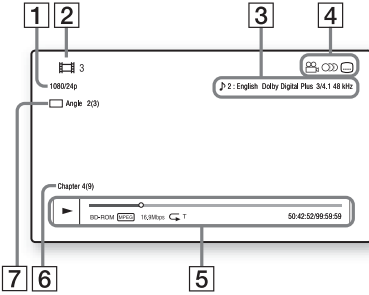 1 2 3 4
3
1080/24p
♪ 2 : English Dolby Digital Plus 3/4.1 48 kHz
Angle 2(3)
Chapter 4(9)
BD-ROM MPEG 16,9Mbps T 50:42:52/99:59:59
7 6 5